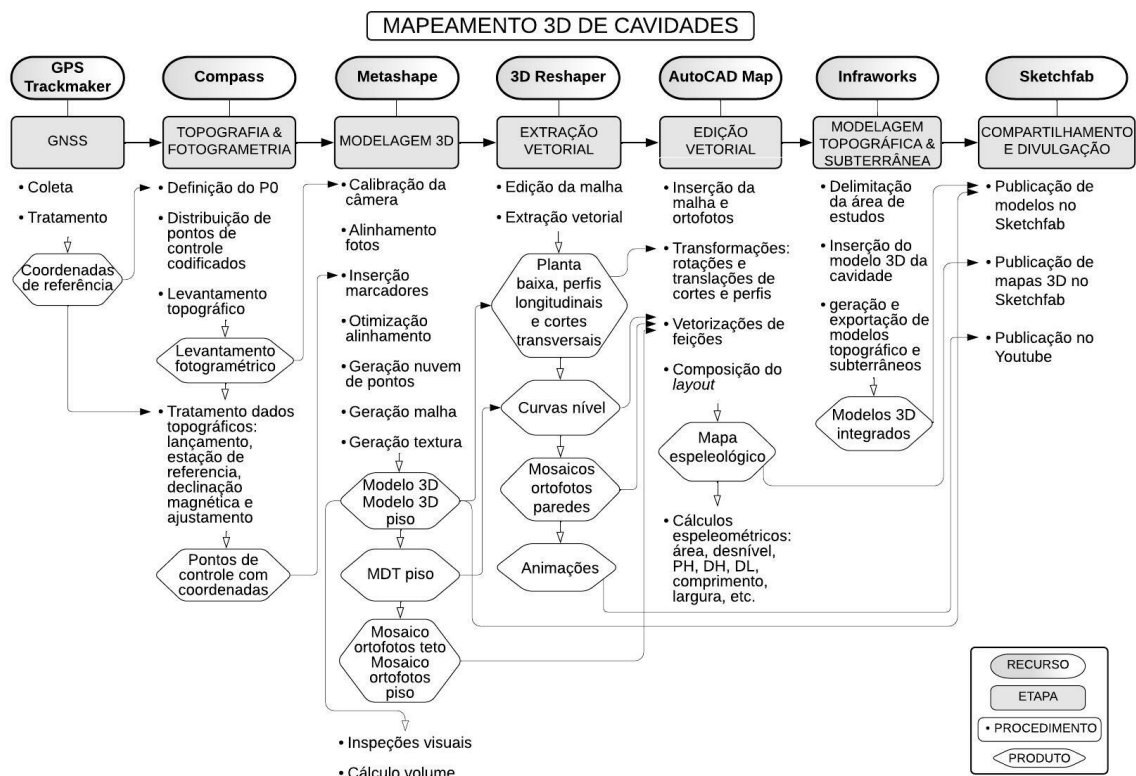 MAPEAMENTO 3D DE CAVIDADES
GPS
Trackmaker
Compass
Metashape
3D Reshaper
AutoCAD Map
Infraworks
Sketchfab
GNSS
TOPOGRAFIA &
FOTOGRAMETRIA
MODELAGEM 3D
EXTRAÇÃO
VETORIAL
EDIÇÃO
VETORIAL
MODELAGEM
TOPOGRÁFICA &
SUBTERRÂNEA
COMPARTILHAMENTO
E DIVULGAÇÃO
• Coleta
• Tratamento
Coordenadas
de referência
• Definição do P0
• Distribuição de
pontos de
controle
codificados
• Levantamento
topográfico
Levantamento
fotogramétrico
• Tratamento dados
topográficos:
lançamento,
estação de
referencia,
declinação
magnética e
ajustamento
Pontos de
controle com
coordenadas
• Calibração da
câmera
• Alinhamento
fotos
• Inserção
marcadores
• Otimização
alinhamento
• Geração nuvem
de pontos
• Geração malha
• Geração textura
Modelo 3D
Modelo 3D
piso
MDT piso
Mosaico
ortofotos teto
Mosaico
ortofotos
piso
• Inspeções visuais
• Cálculo volume
• Edição da malha
• Extração vetorial
Planta
baixa, perfis
longitudinais
e cortes
transversais
Curvas nível
Mosaicos
ortofotos
paredes
Animações
• Inserção da
malha e
ortofotos
• Transformações:
rotações e
translações de
cortes e perfis
• Vetorizações de
feições
• Composição do
layout
Mapa
espeleológico
• Cálculos
espeleométricos:
área, desnível,
PH, DH, DL,
comprimento,
largura, etc.
• Delimitação
da área de
estudos
• Inserção do
modelo 3D da
cavidade
• geração e
exportação de
modelos
topográfico e
subterrâneos
Modelos 3D
integrados
• Publicação de
modelos no
Sketchfab
• Publicação de
mapas 3D no
Sketchfab
• Publicação no
Youtube
RECURSO
ETAPA
• PROCEDIMENTO
PRODUTO